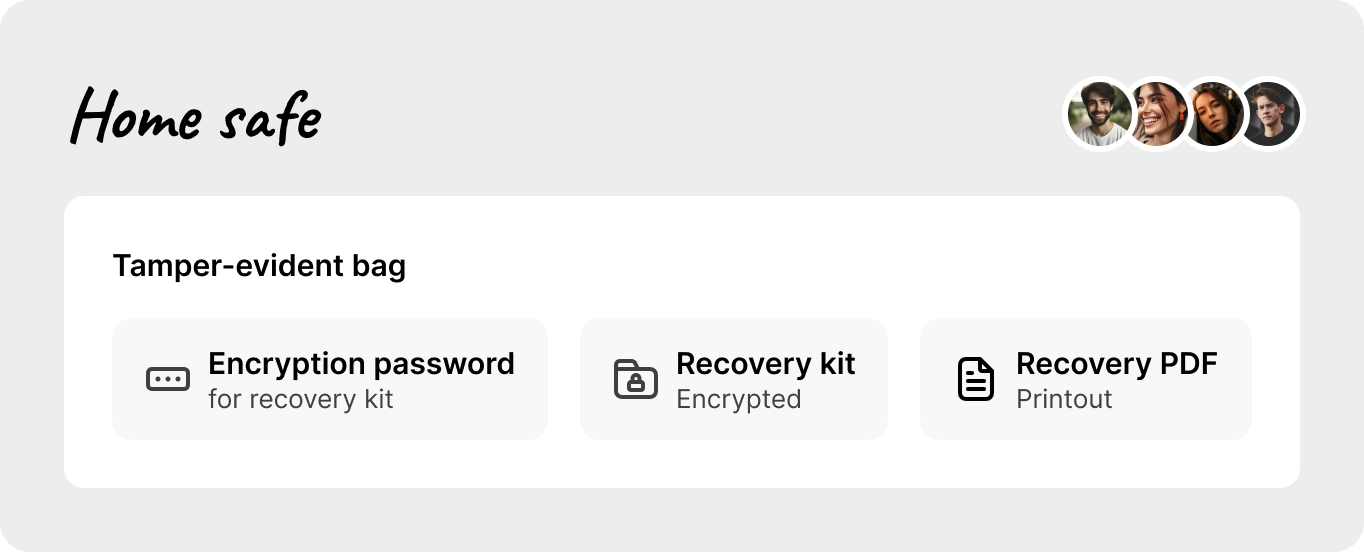 Home safe
Tamper-evident bag
Encryption password
for recovery kit
Recovery kit
Encrypted
Recovery PDF
Printout